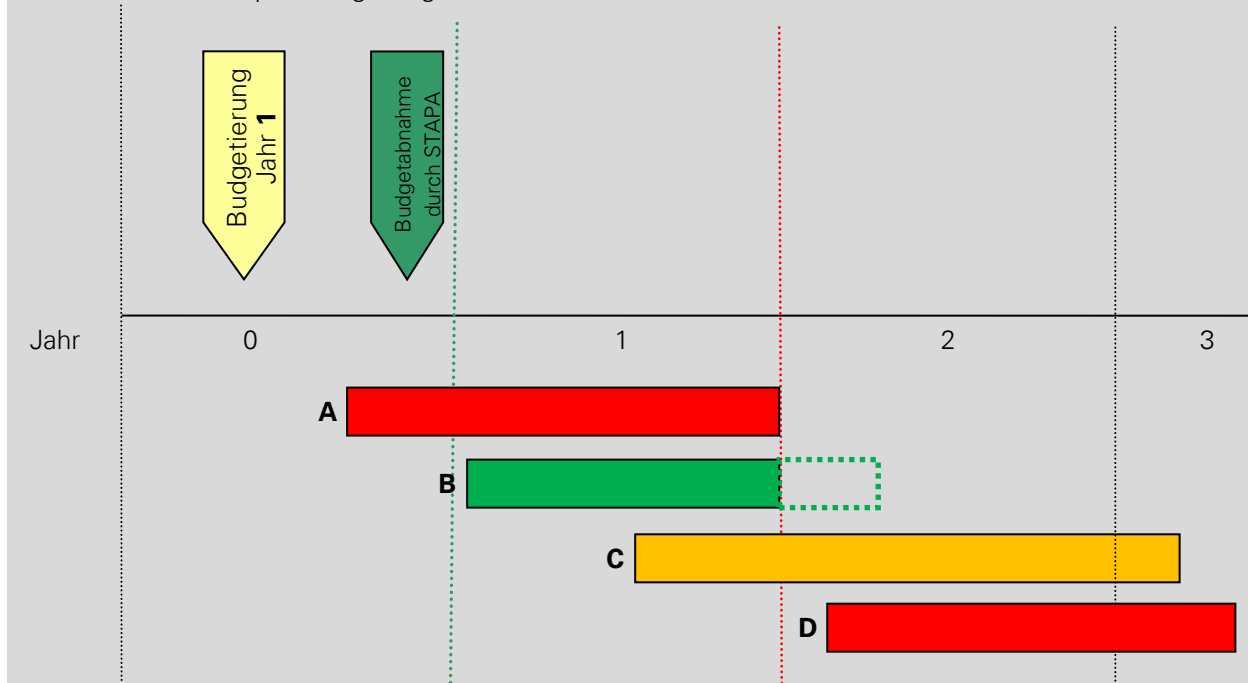 Budgetierung
Jahr 1
Budgetabnahme
durch STAPA
Jahr 0 1 2 3
A
B
C
D